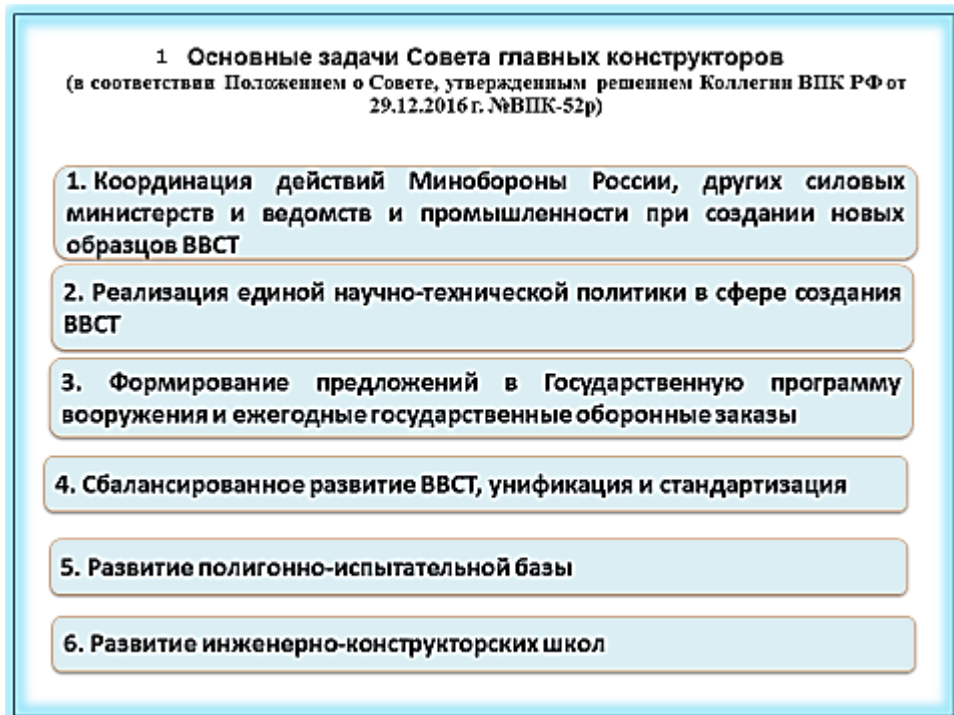 1 Основные задачи Совета главных конструкторов
(в соответствии Положением о Совете, утвержденным решением Коллегии ВПК РФ от
29.12.2016 г. №ВПК-52р)
1. Координация действий Минобороны России, других силовых
министерств и ведомств и промышленности при создании новых
образцов ВВСТ
2. Реализация единой научно-технической политики в сфере создания
ВВСТ
3. Формирование предложений в Государственную программу
вооружения и ежегодные государственные оборонные заказы
4. Сбалансированное развитие ВВСТ, унификация и стандартизация
5. Развитие полигонно-испытательной базы
6. Развитие инженерно-конструкторских школ